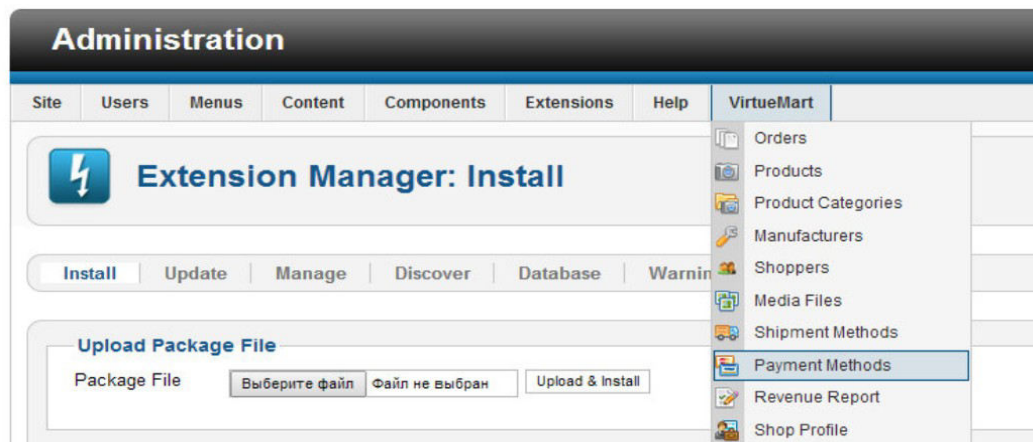 Administration
Site Users Menus Content Components Extensions Help VirtueMart
Orders
Extension Manager: Install
Products
Product Categories
Manufacturers
Install Update Manage Discover Database Warnin
Shoppers
Media Files
Shipment Methods
Upload Package File
Payment Methods
Package File Выберите файл Файл не выбран Upload & Install
Revenue Report
Shop Profile